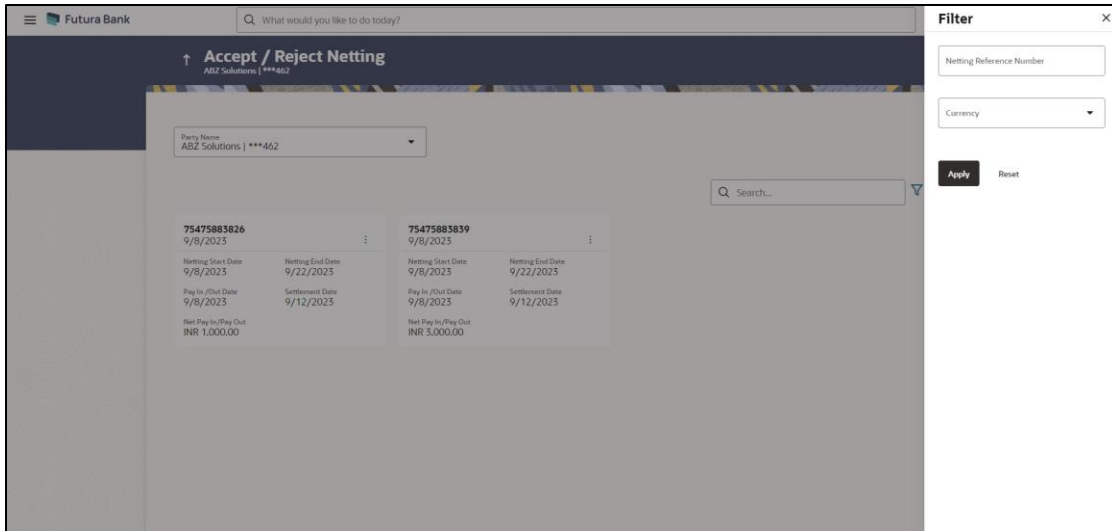 Futura Bank
What would you like to do today?
Accept / Reject Netting
ABZ Solutions | ***462
Party Name
ABZ Solutions | ***462
Search...
75475883826
9/8/2023
Netting Start Date Netting End Date
9/8/2023 9/22/2023
Pay In /Out Date Settlement Date
9/8/2023 9/12/2023
Net Pay In/Pay Out
INR 1,000.00
75475883839
9/8/2023
Netting Start Date Netting End Date
9/8/2023 9/22/2023
Pay In /Out Date Settlement Date
9/8/2023 9/12/2023
Net Pay In/Pay Out
INR 3,000.00
Filter
Netting Reference Number
Currency
Apply Reset